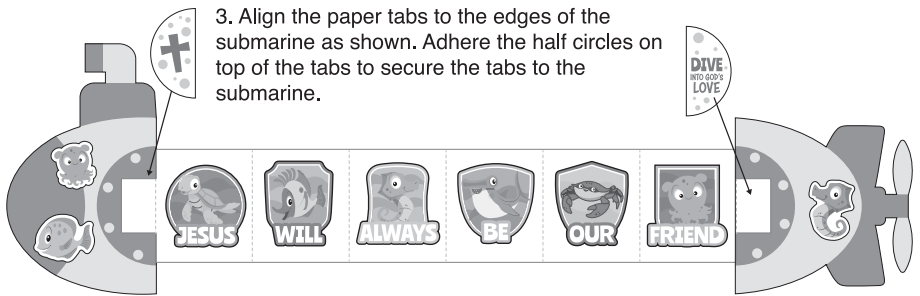 3. Align the paper tabs to the edges of the
submarine as shown. Adhere the half circles on
top of the tabs to secure the tabs to the
submarine.
DIVE
INTO GOD'S
LOVE
JESUS WILL ALWAYS BE OUR FRIEND